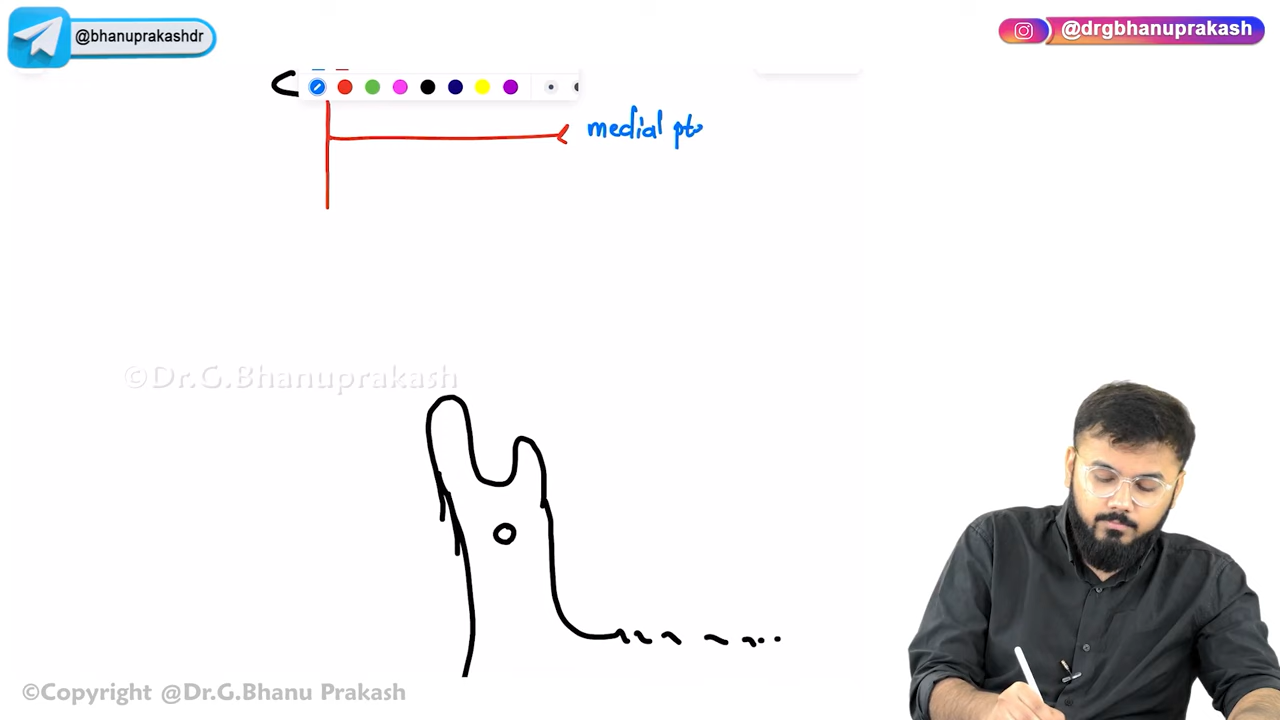 @bhanuprakashdr
@drgbhanuprakash
medial pt
©Dr.G.Bhanuprakash
©Copyright @Dr.G.Bhanu Prakash